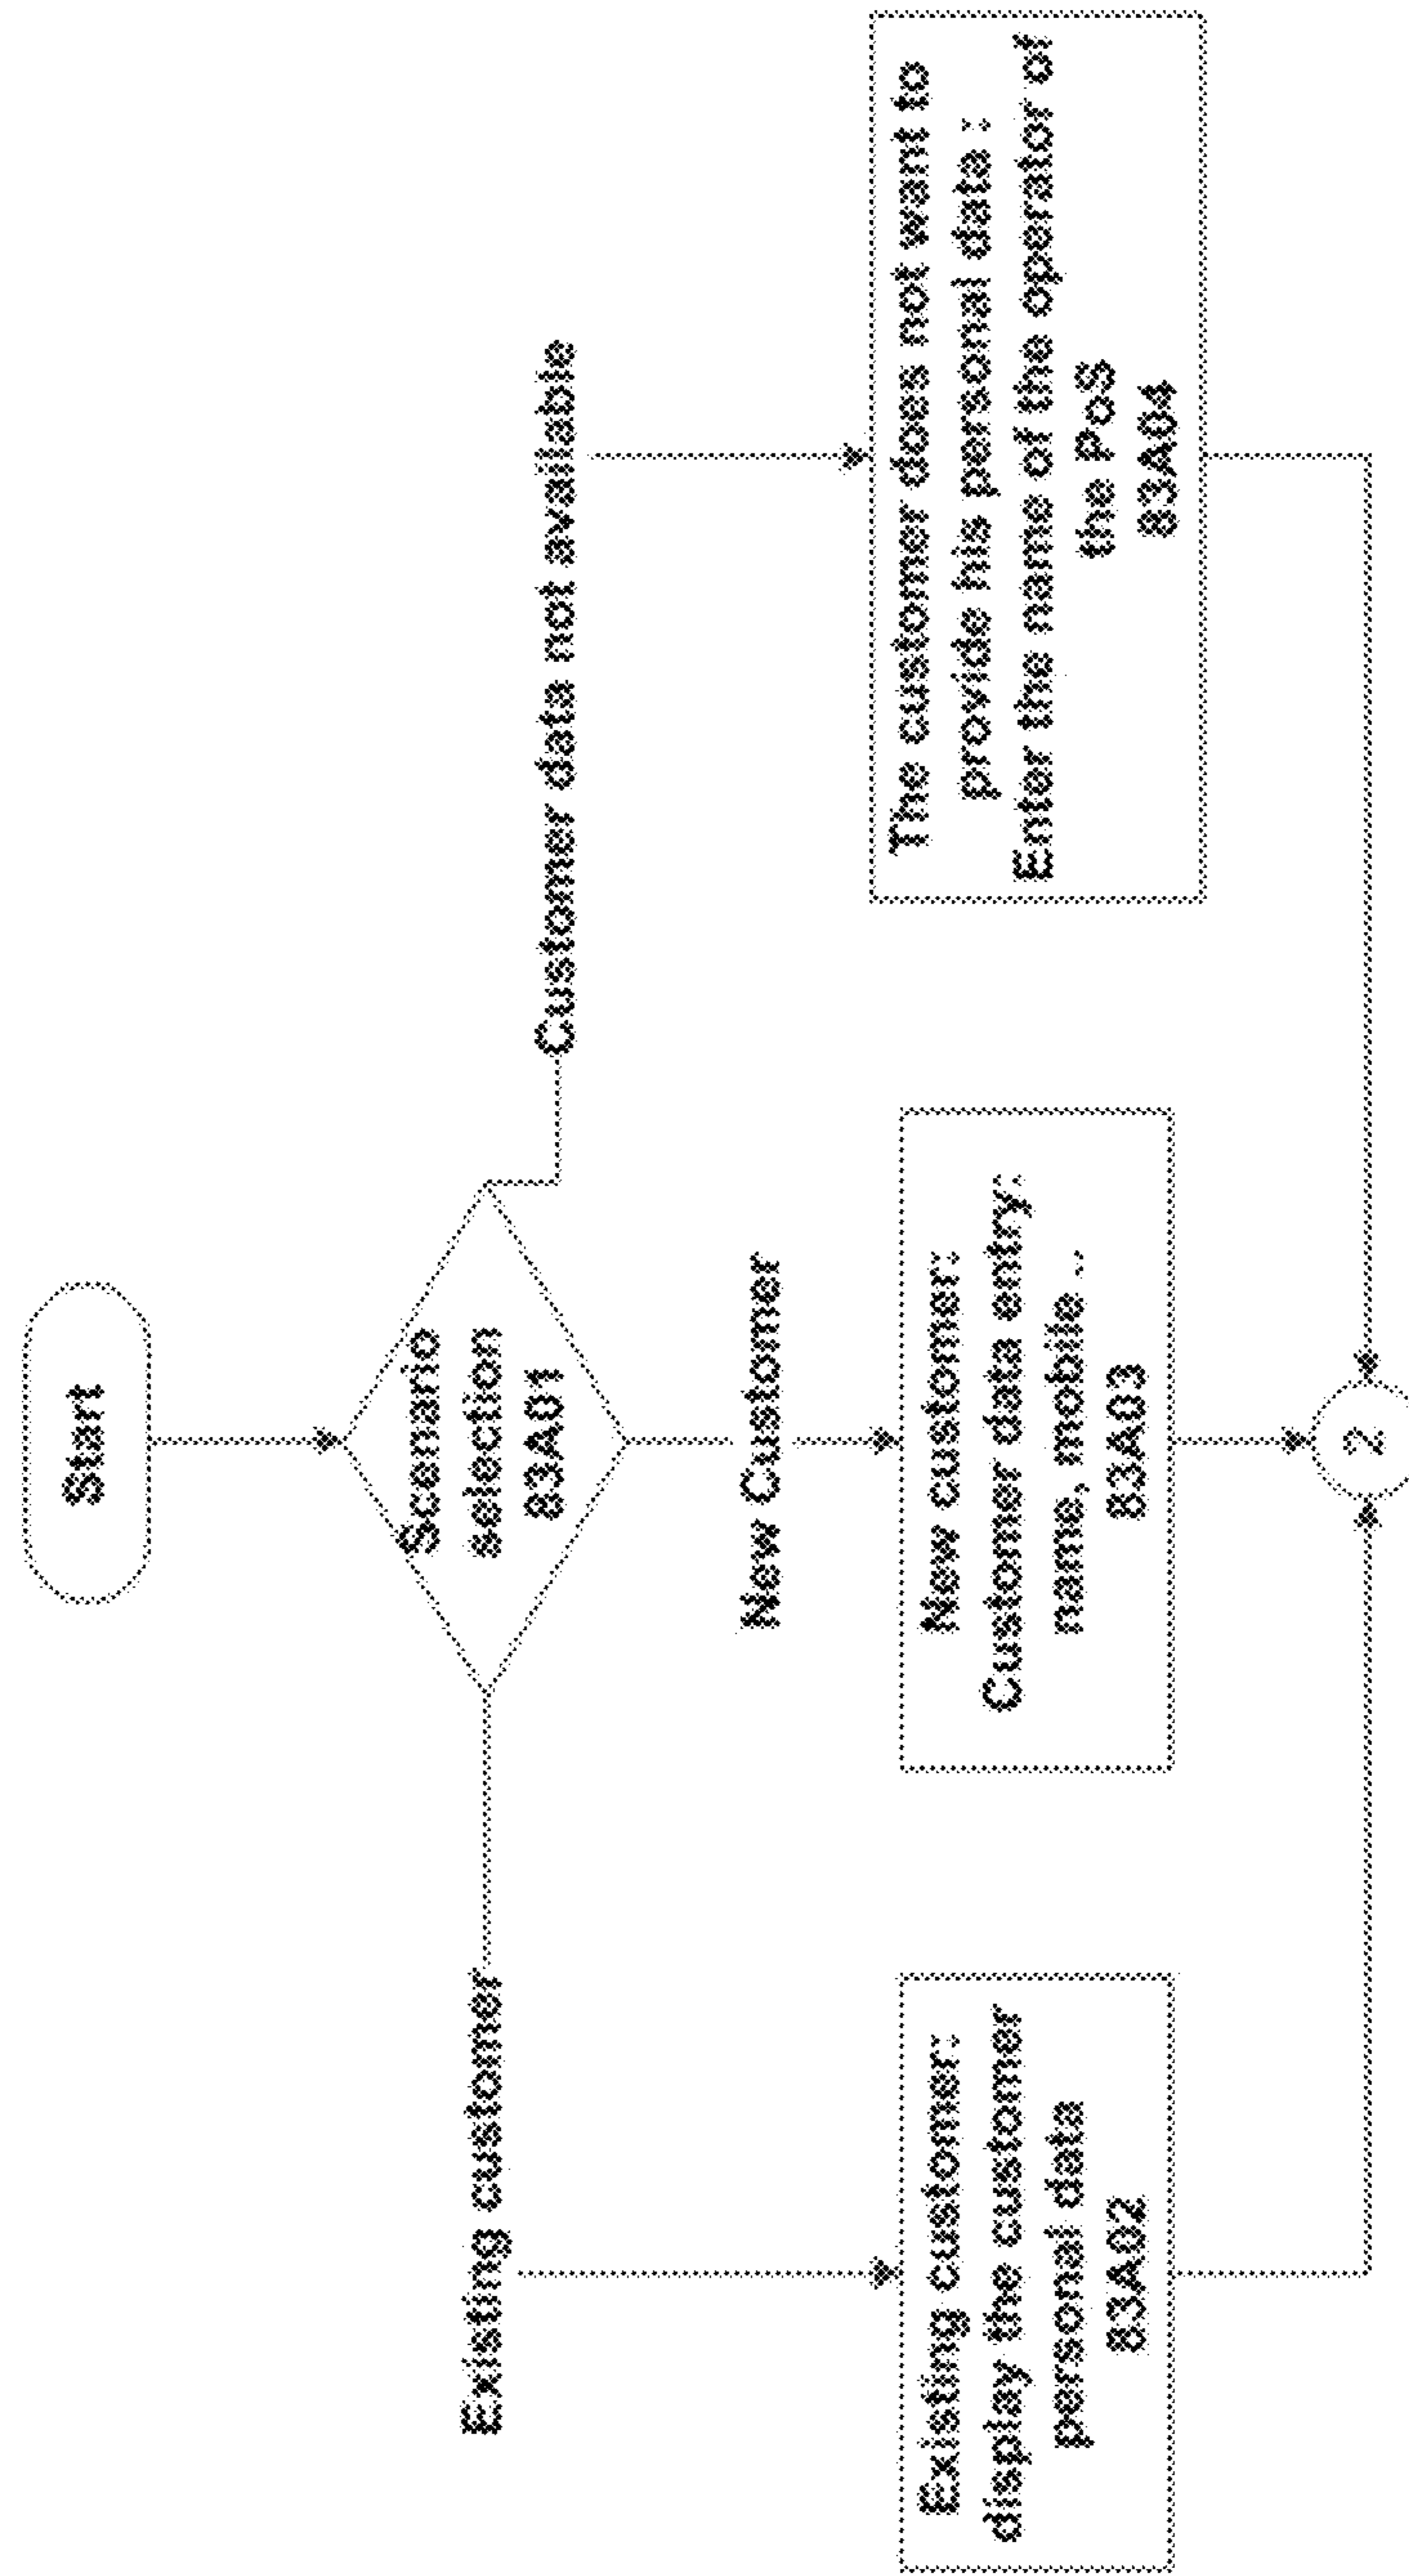 Start
Scenario
selection
83A01
Existing customer
New Customer
Customer data not available
Existing customer:
display the customer
personal data
83A02
New customer:
Customer data entry:
name, mobile ..
83A03
The customer does not want to
provide his personal data :
Enter the name of the operator of
the PoS
83A04
2